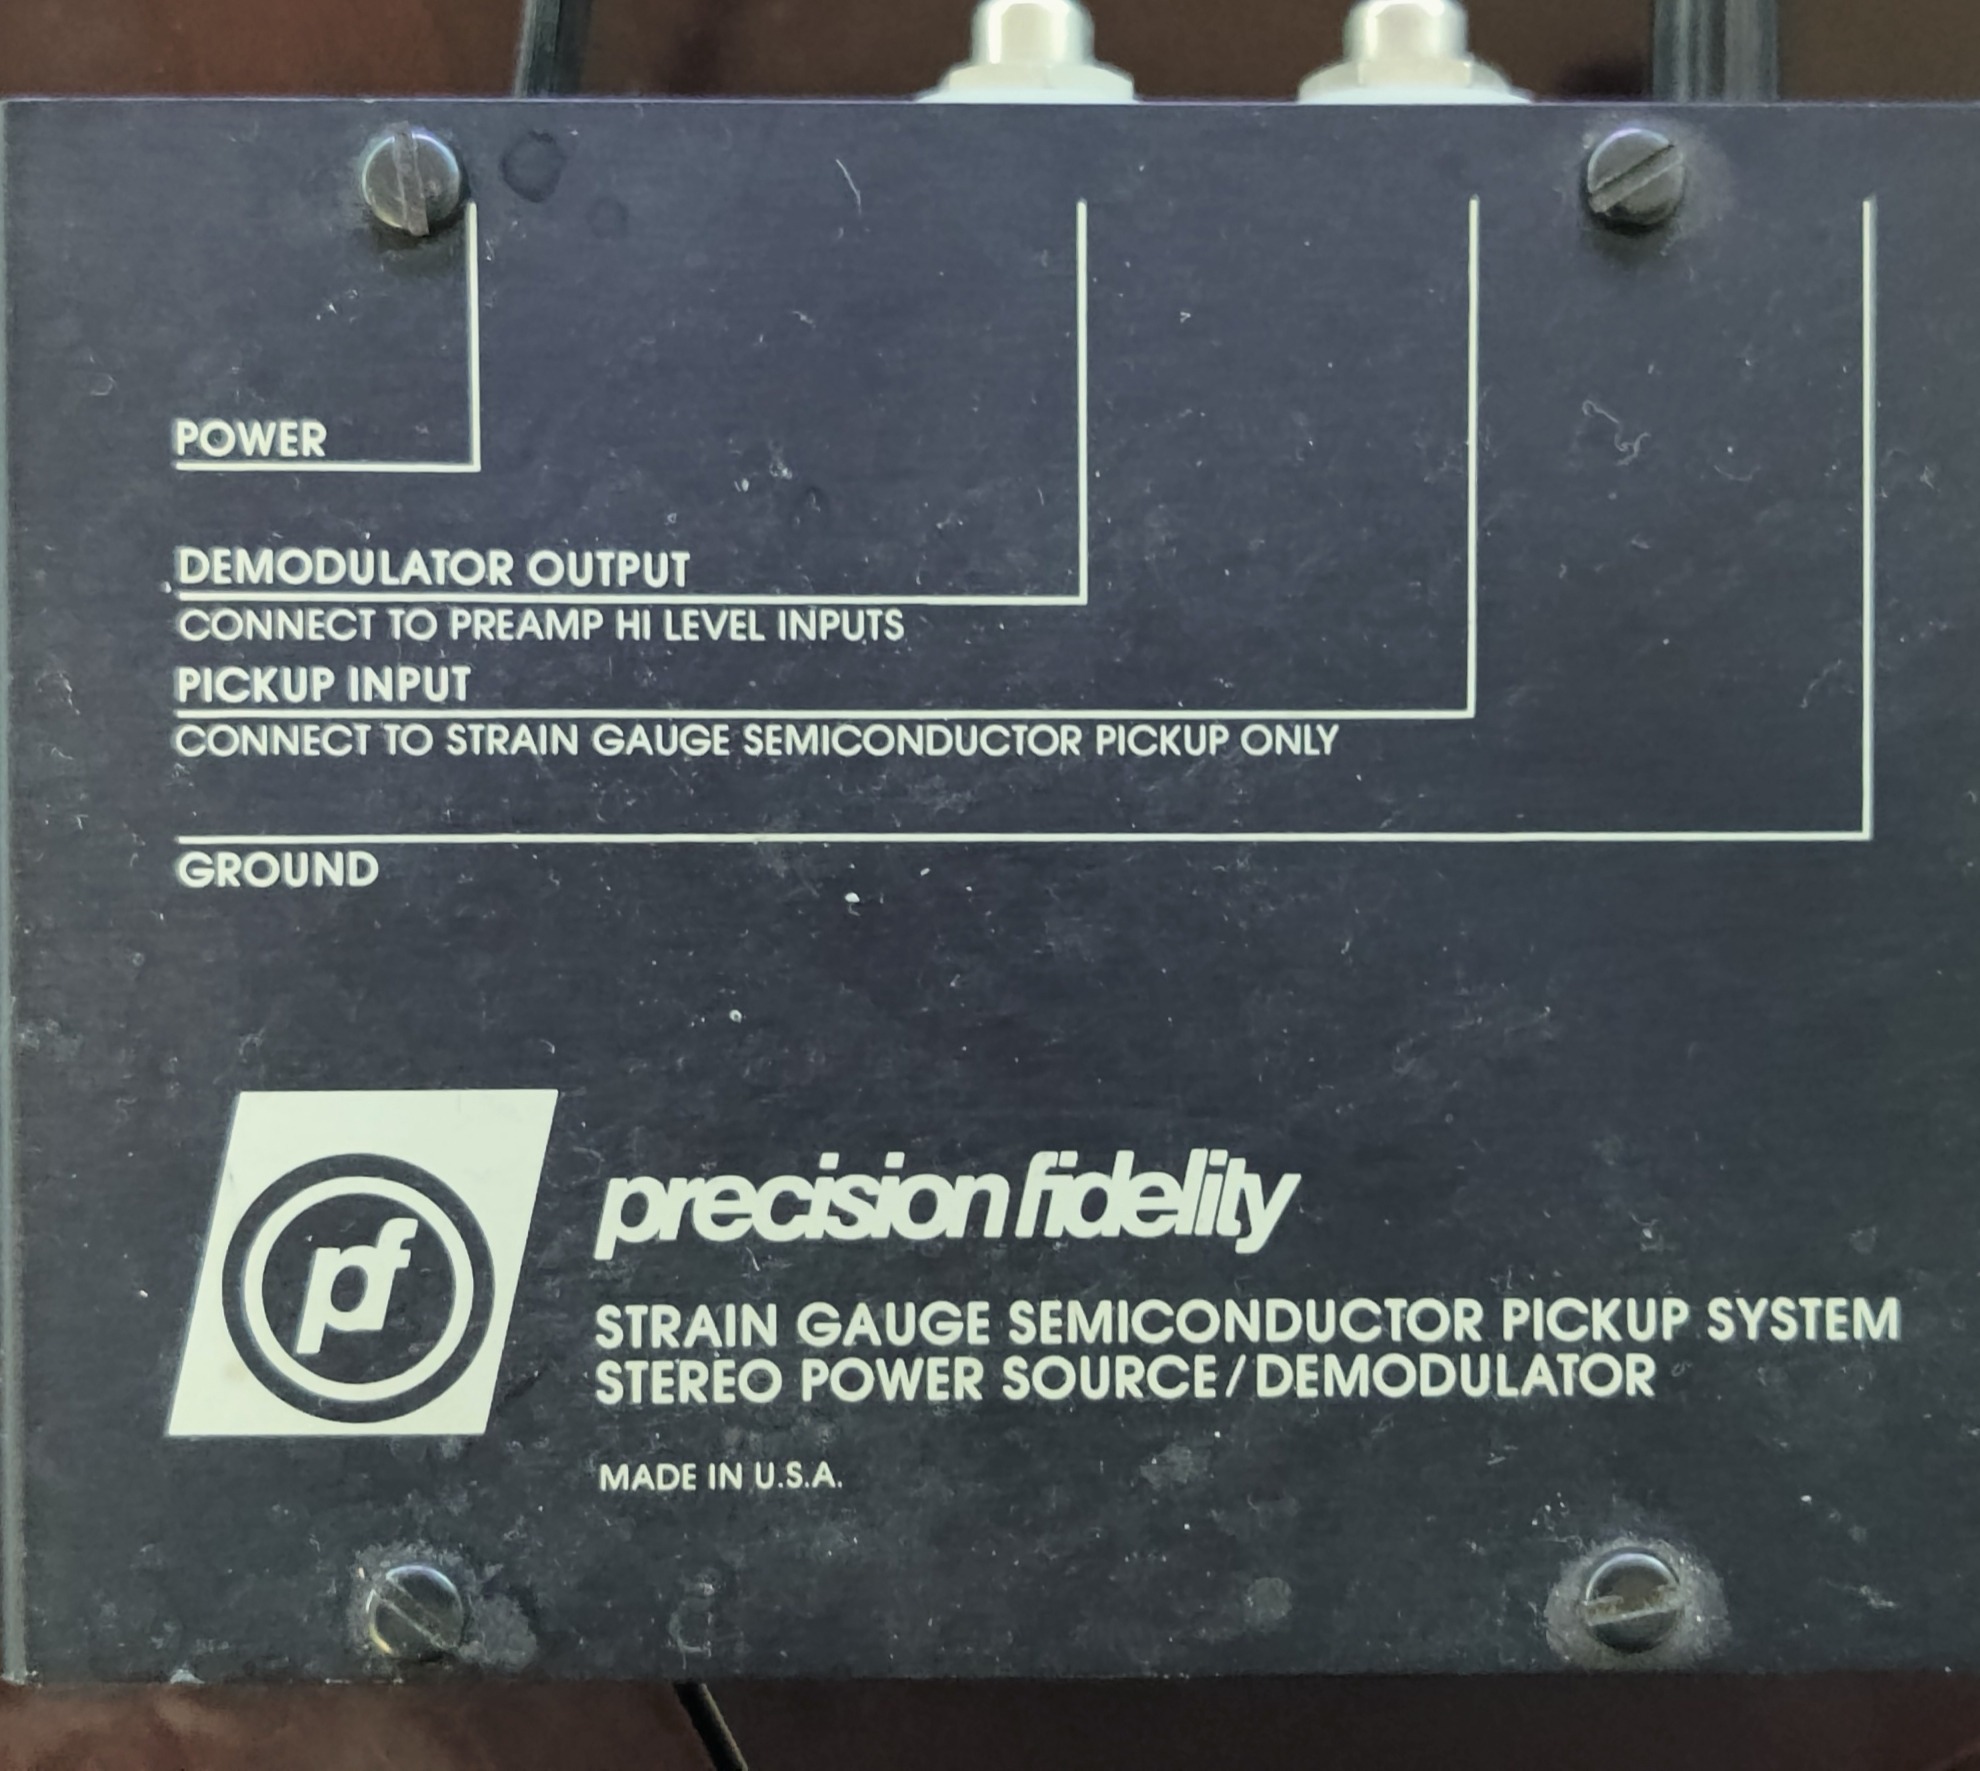 POWER
DEMODULATOR OUTPUT
CONNECT TO PREAMP HI LEVEL INPUTS
PICKUP INPUT
CONNECT TO STRAIN GAUGE SEMICONDUCTOR PICKUP ONLY
GROUND
pf
precision fidelity
STRAIN GAUGE SEMICONDUCTOR PICKUP SYSTEM
STEREO POWER SOURCE/DEMODULATOR
MADE IN U.S.A.